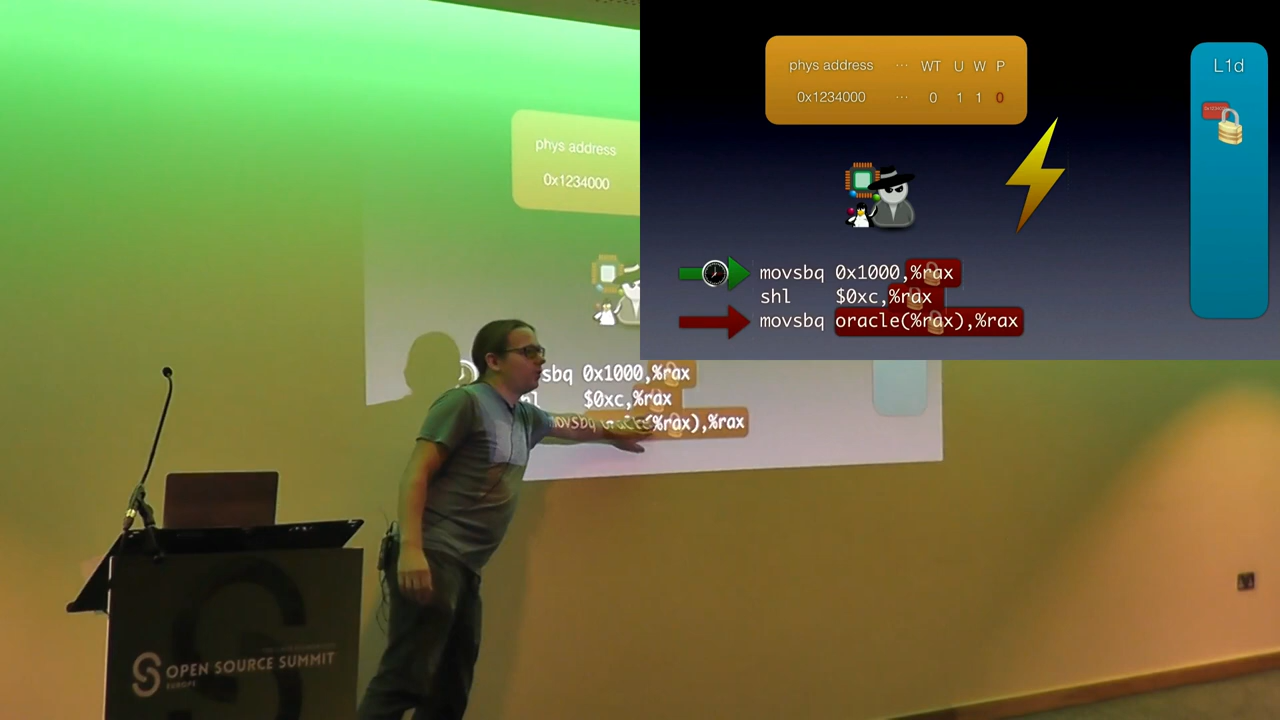 phys address ... WT U W P
0x1234000 ... 0 1 1 0
L1d
movsbq 0x1000,%rax
shl $0xc,%rax
movsbq oracle(%rax),%rax
phys address
0x1234000
sbq 0x1000,%rax
$0xc,%rax
movsbq (%rax),%rax
OPEN SOURCE SUMMIT
EUROPE